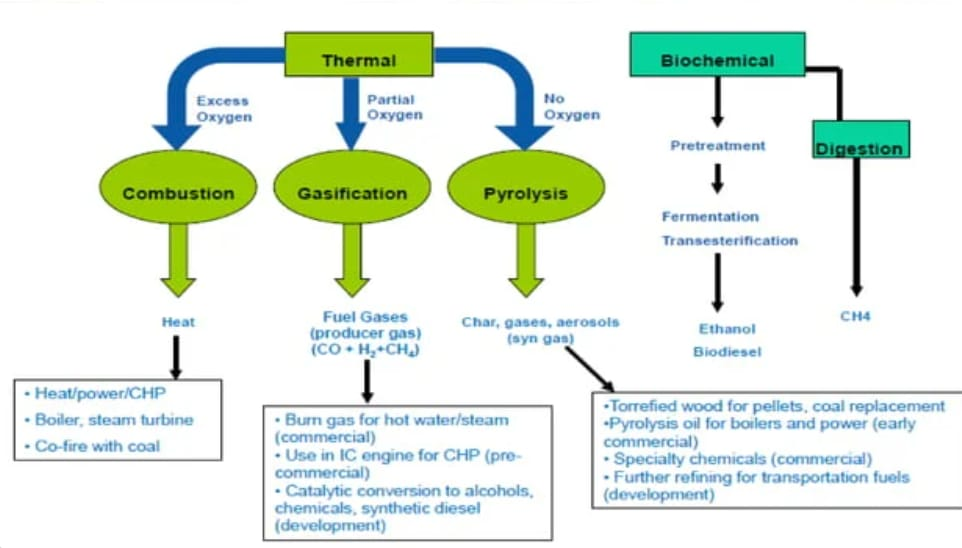 Thermal
Biochemical
Excess
Oxygen
Partial
Oxygen
No
Oxygen
Pretreatment
Digestion
Combustion
Gasification
Pyrolysis
Fermentation
Transesterification
Heat
Fuel Gases
(producer gas)
(CO + H₂+CH₄)
Char, gases, aerosols
(syn gas)
Ethanol
Biodiesel
CH4
• Heat/power/CHP
• Boiler, steam turbine
• Co-fire with coal
• Burn gas for hot water/steam
(commercial)
• Use in IC engine for CHP (pre-
commercial)
• Catalytic conversion to alcohols,
chemicals, synthetic diesel
(development)
•Torrefied wood for pellets, coal replacement
•Pyrolysis oil for boilers and power (early
commercial)
• Specialty chemicals (commercial)
• Further refining for transportation fuels
(development)